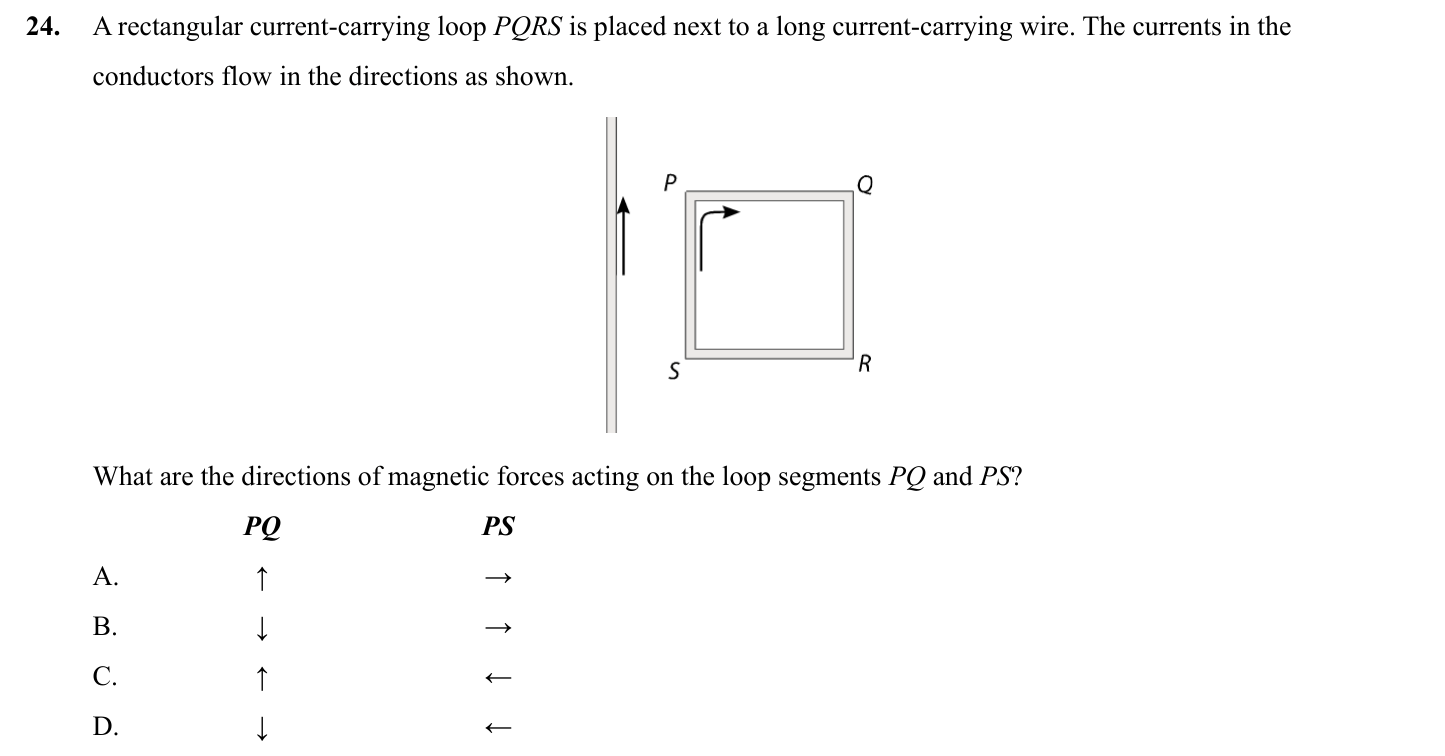 24. A rectangular current-carrying loop PQRS is placed next to a long current-carrying wire. The currents in the
conductors flow in the directions as shown.
P
Q
S
R
What are the directions of magnetic forces acting on the loop segments PQ and PS?
PQ PS
A. ↑ →
B. ↓ →
C. ↑ ←
D. ↓ ←